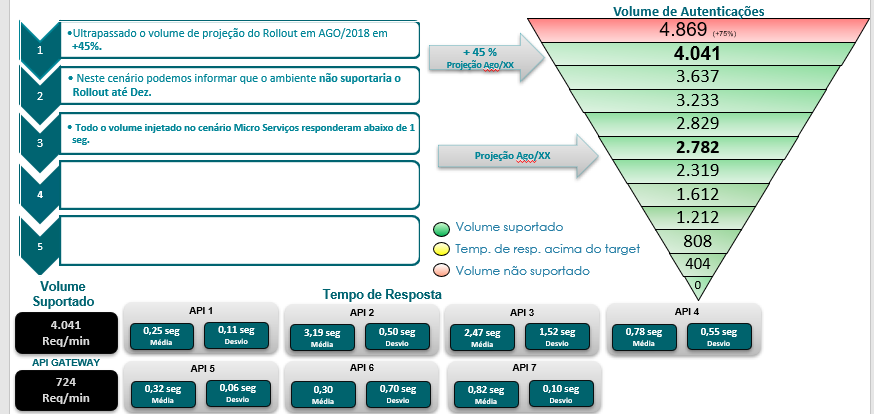 Volume de Autenticações
1
•Ultrapassado o volume de projeção do Rollout em AGO/2018 em
+45%.
2
• Neste cenário podemos informar que o ambiente não suportaria o
Rollout até Dez.
3
• Todo o volume injetado no cenário Micro Serviços responderam abaixo de 1
seg.
4
5
+ 45 %
Projeção Ago/XX
Projeção Ago/XX
4.869 (+75%)
4.041
3.637
3.233
2.829
2.782
2.319
1.612
1.212
808
404
0
Volume suportado
Temp. de resp. acima do target
Volume não suportado
Volume
Suportado
4.041
Req/min
API GATEWAY
724
Req/min
Tempo de Resposta
API 1
0,25 seg
Média
0,11 seg
Desvio
API 2
3,19 seg
Média
0,50 seg
Desvio
API 3
2,47 seg
Média
1,52 seg
Desvio
API 4
0,78 seg
Média
0,55 seg
Desvio
API 5
0,32 seg
Média
0,06 seg
Desvio
API 6
0,30
Média
0,70 seg
Desvio
API 7
0,82 seg
Média
0,10 seg
Desvio